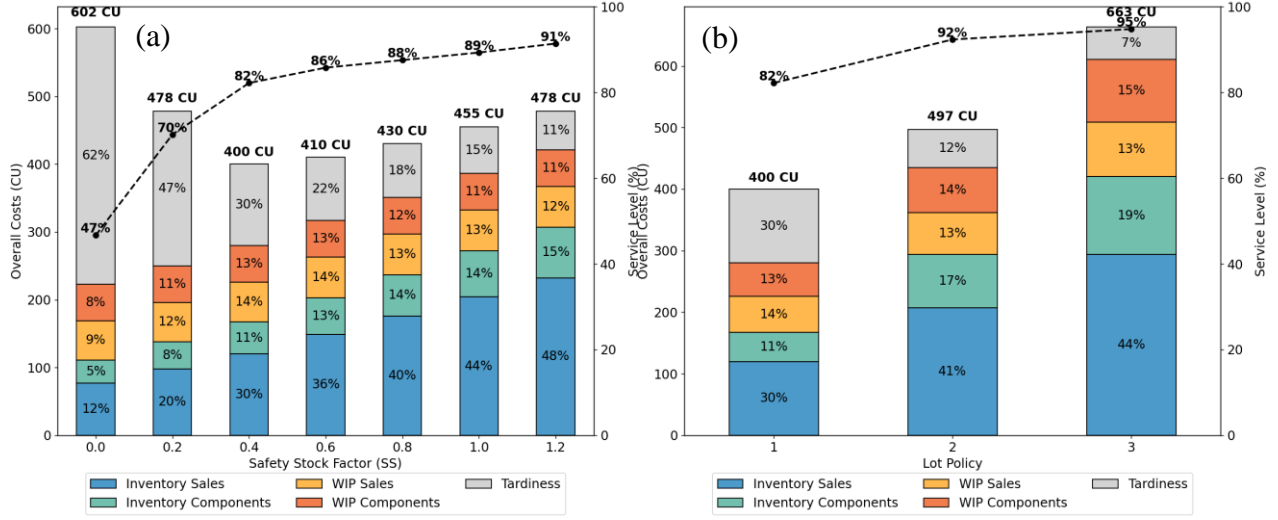 602 CU
(a)
47%
70%
82%
86%
88%
89%
91%
478 CU
400 CU
410 CU
430 CU
455 CU
478 CU
62%
8%
9%
5%
12%
47%
11%
12%
8%
20%
30%
13%
14%
11%
30%
22%
13%
14%
13%
36%
18%
12%
13%
14%
40%
15%
11%
13%
14%
44%
11%
11%
12%
15%
48%
Overall Costs (CU)
600
500
400
300
200
100
0
100
80
60
40
20
0
Service Level (%)
0.0 0.2 0.4 0.6 0.8 1.0 1.2
Safety Stock Factor (SS)
Inventory Sales
Inventory Components
WIP Sales
WIP Components
Tardiness
(b)
663 CU
82%
92%
95%
400 CU
497 CU
30%
13%
14%
11%
30%
12%
14%
13%
17%
41%
7%
15%
13%
19%
44%
Overall Costs (CU)
600
500
400
300
200
100
0
100
80
60
40
20
0
Service Level (%)
1 2 3
Lot Policy
Inventory Sales
Inventory Components
WIP Sales
WIP Components
Tardiness